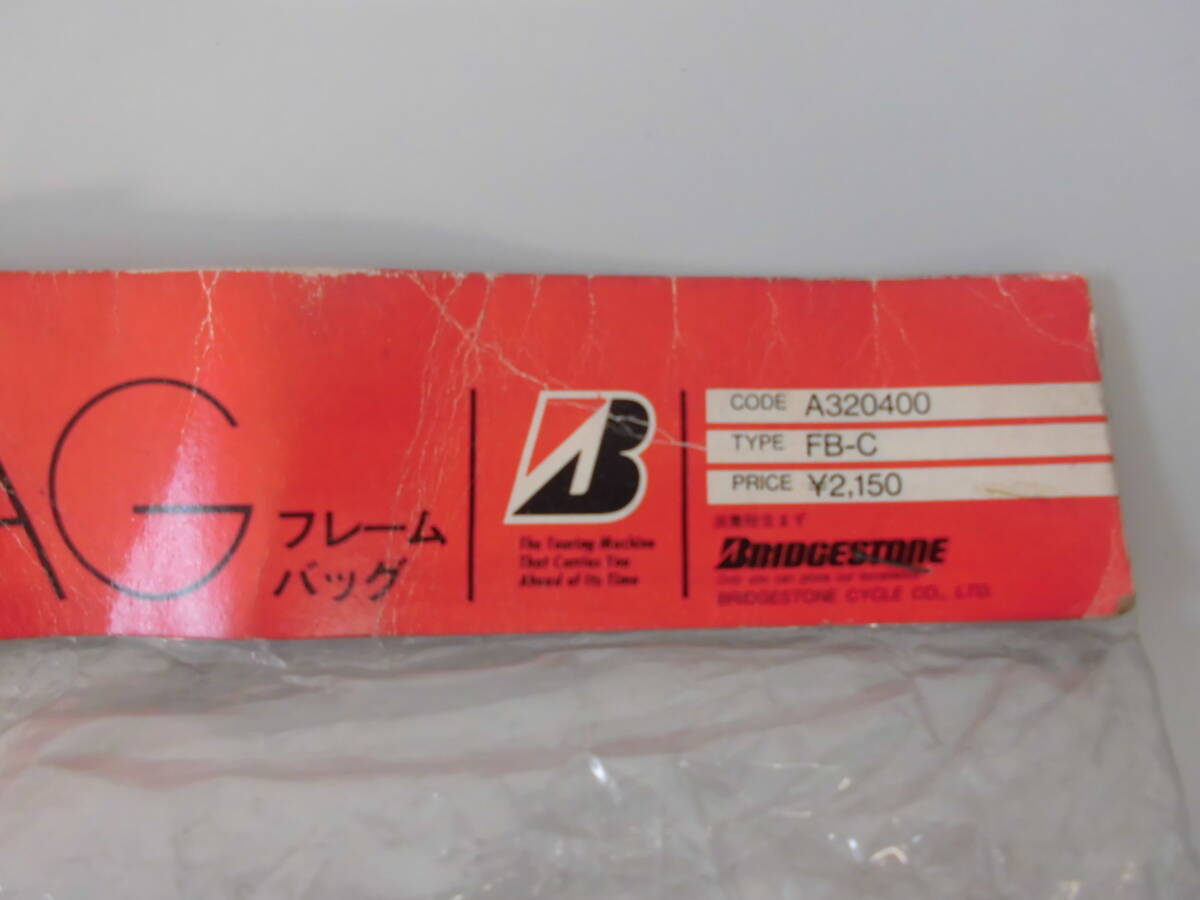 AG
フレーム
バッグ
B
The Touring Machine
That Carries You
Ahead of Its Time
CODE A320400
TYPE FB-C
PRICE ¥2,150
BRIDGESTONE
BRIDGESTONE CYCLE CO., LTD.